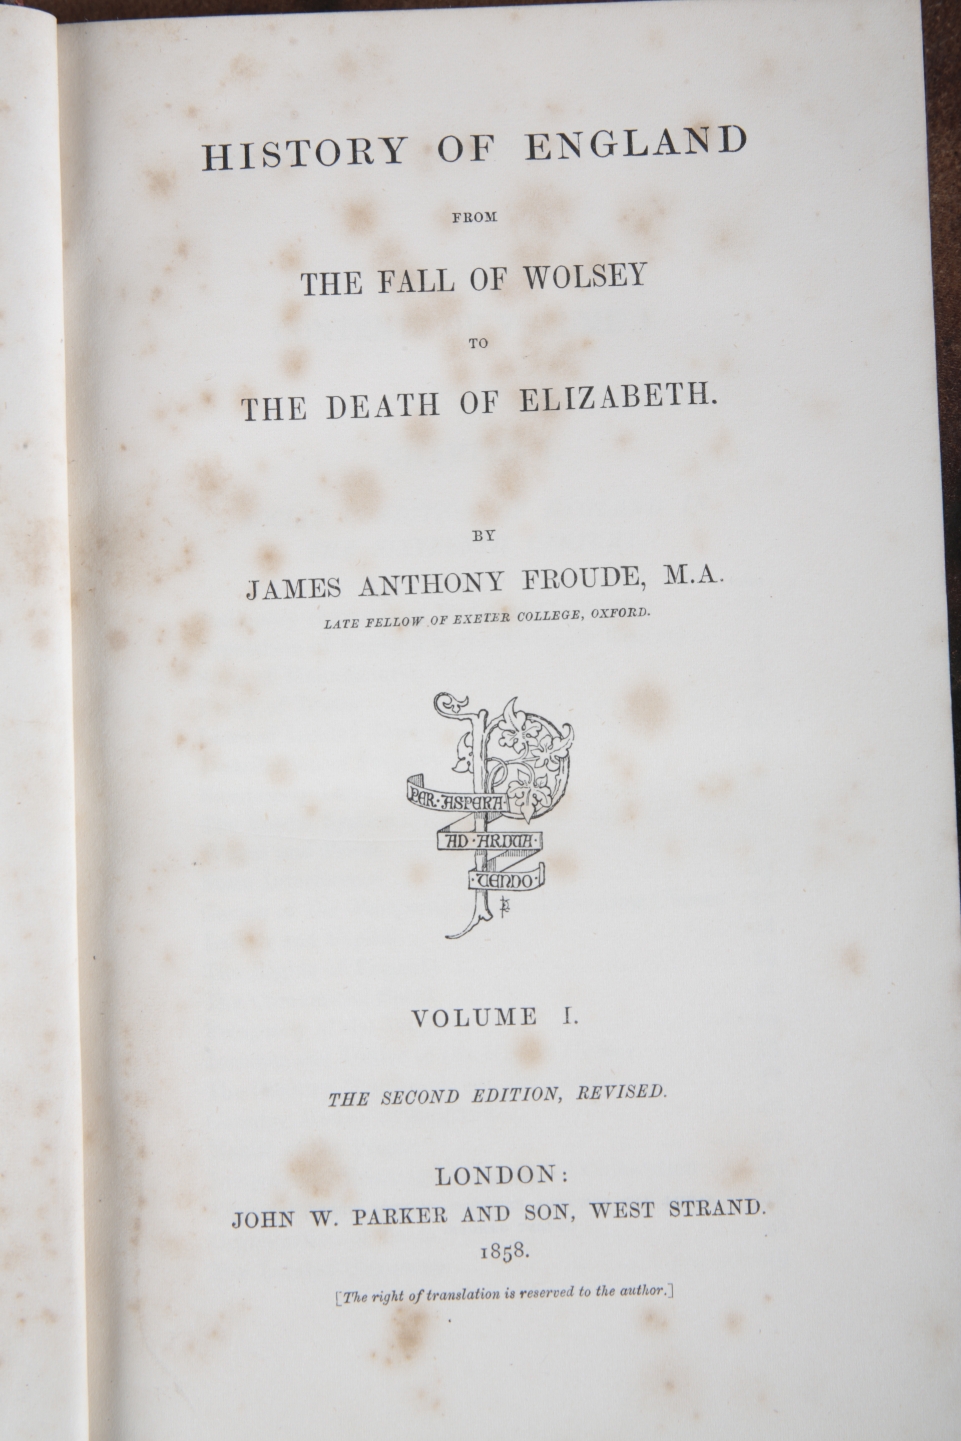 HISTORY OF ENGLAND
FROM
THE FALL OF WOLSEY
TO
THE DEATH OF ELIZABETH.
BY
JAMES ANTHONY FROUDE, M.A.
LATE FELLOW OF EXETER COLLEGE, OXFORD.
PER·ASPERA·
AD·ARDUA·
·TENDO·
VOLUME I.
THE SECOND EDITION, REVISED.
LONDON:
JOHN W. PARKER AND SON, WEST STRAND.
1858.
[The right of translation is reserved to the author.]